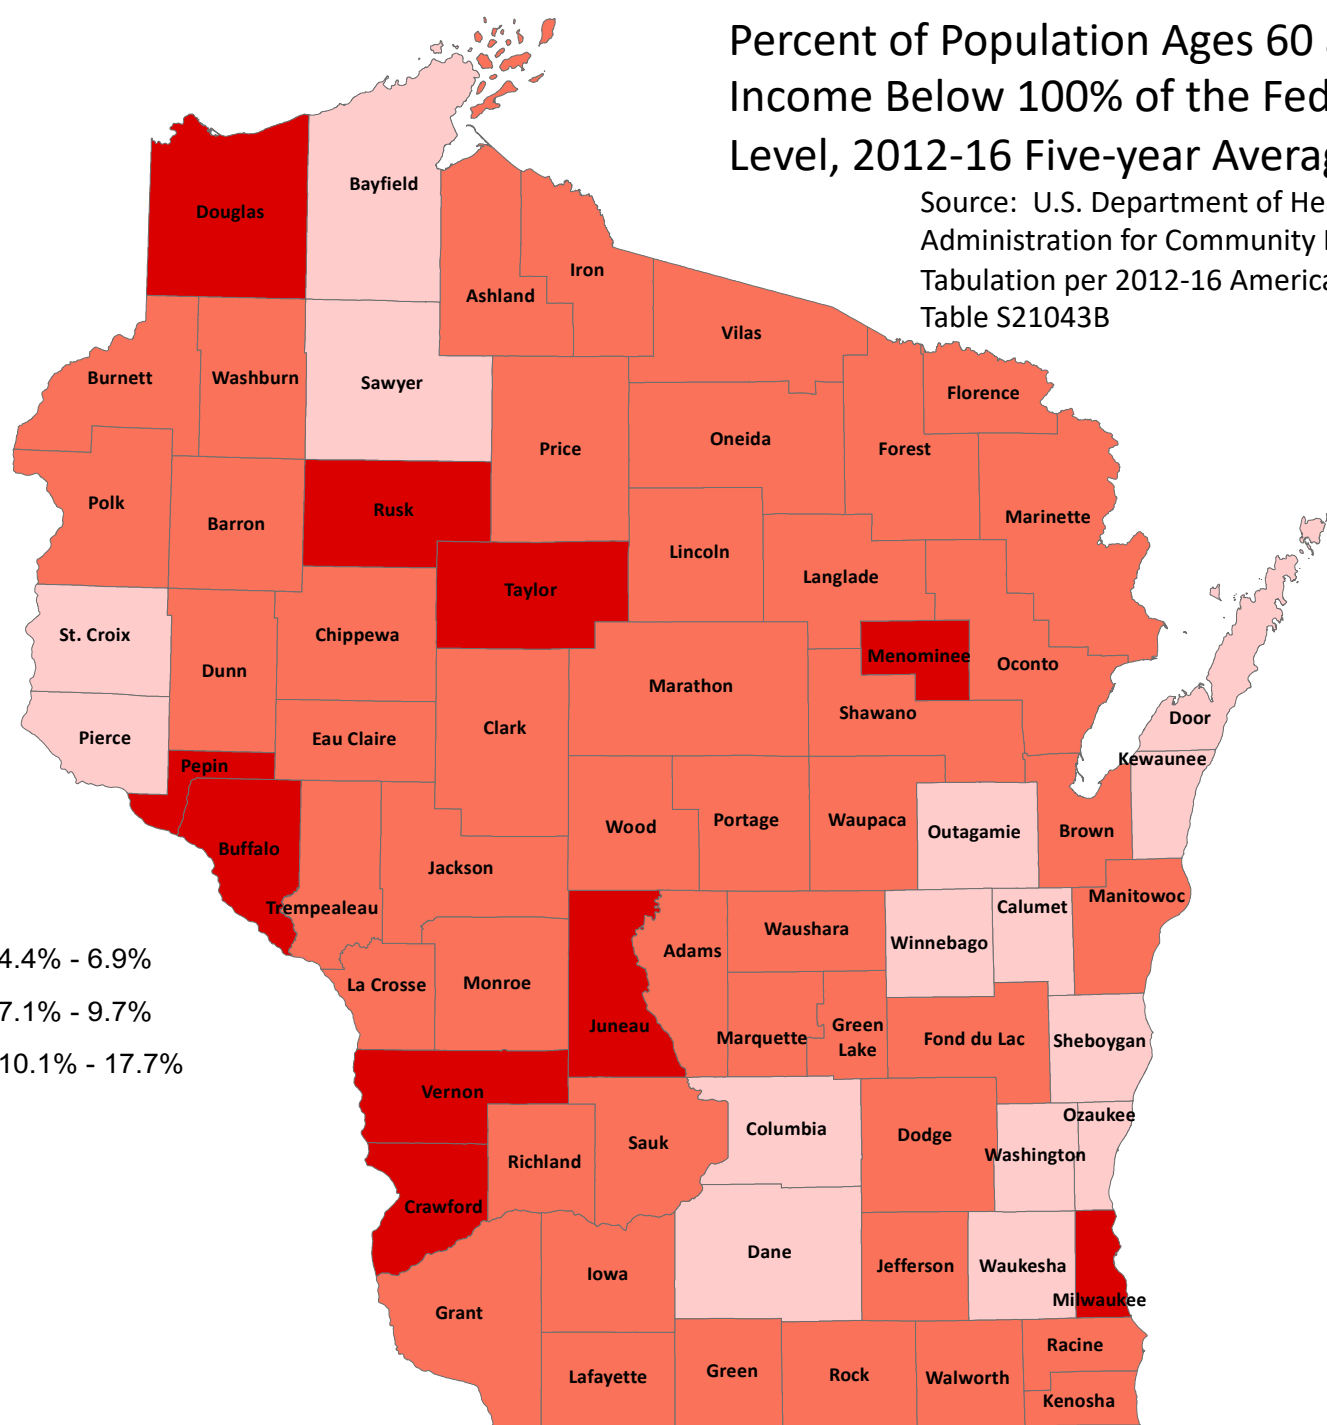 Percent of Population Ages 60
Income Below 100% of the Fed
Level, 2012-16 Five-year Averag
Source: U.S. Department of He
Administration for Community
Tabulation per 2012-16 America
Table S21043B
Bayfield
Douglas
Iron
Ashland
Vilas
Burnett
Washburn
Sawyer
Florence
Oneida
Price
Forest
Polk
Rusk
Barron
Marinette
Lincoln
Langlade
Taylor
St. Croix
Chippewa
Menominee
Oconto
Dunn
Marathon
Shawano
Door
Clark
Pierce
Eau Claire
Kewaunee
Pepin
Portage
Waupaca
Wood
Outagamie
Brown
Buffalo
Jackson
Manitowoc
Calumet
Trempealeau
Waushara
Winnebago
Adams
4.4% - 6.9%
La Crosse
Monroe
7.1% - 9.7%
Juneau
Green
Lake
Marquette
Fond du Lac
Sheboygan
10.1% - 17.7%
Vernon
Ozaukee
Columbia
Dodge
Sauk
Washington
Richland
Crawford
Dane
Jefferson
Waukesha
Iowa
Milwaukee
Grant
Racine
Green
Rock
Lafayette
Walworth
Kenosha